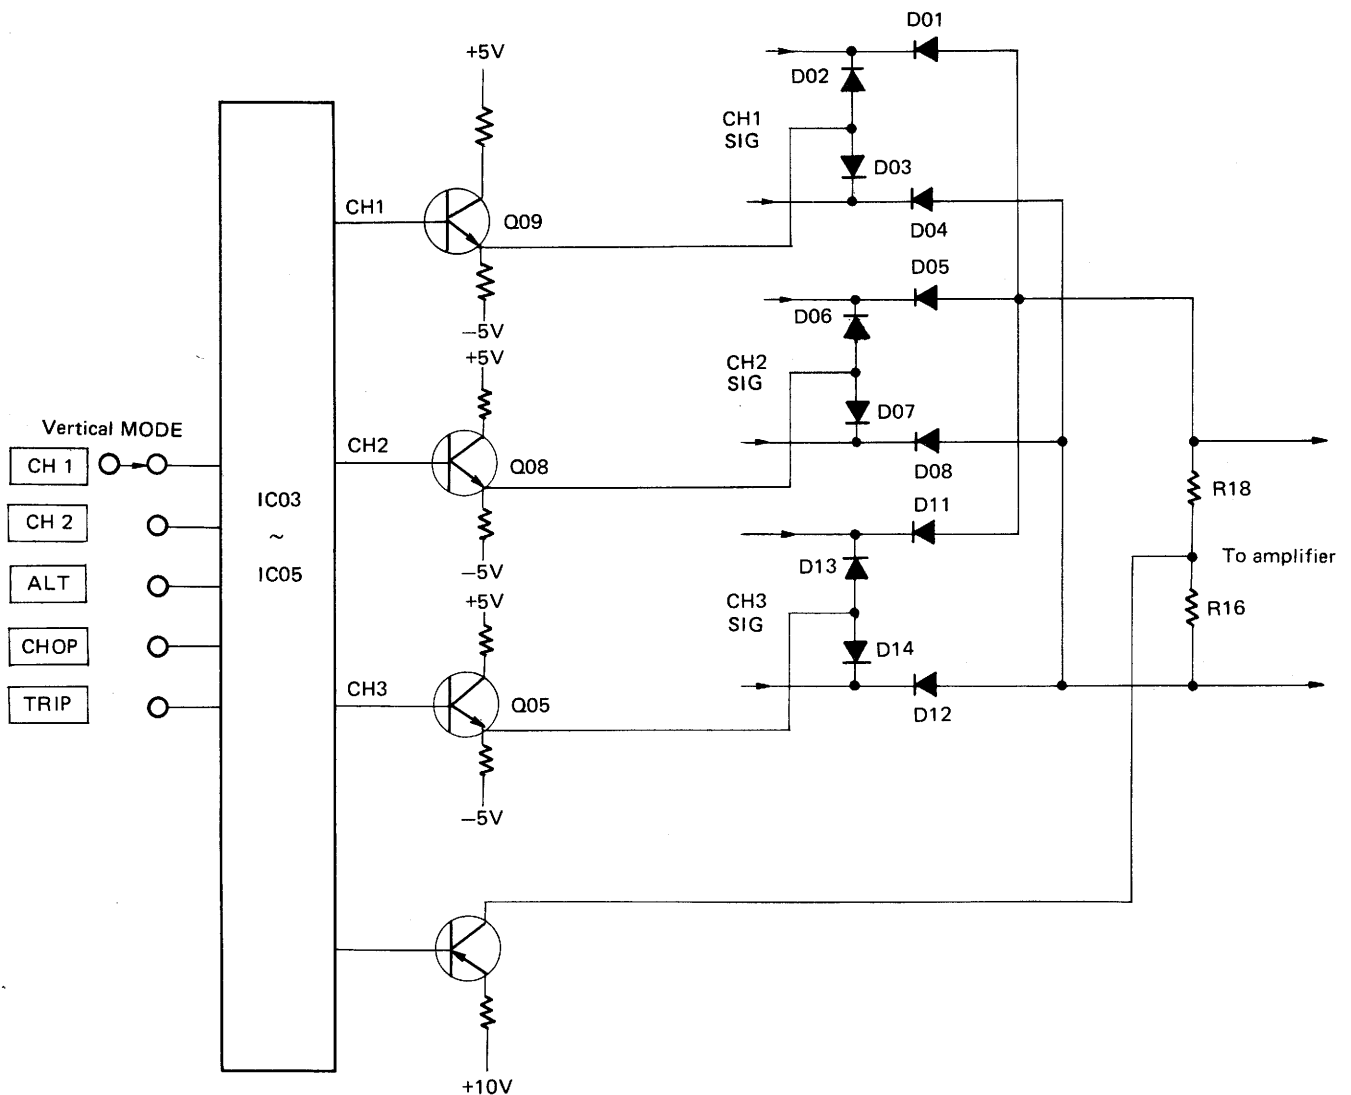 +5V
D01
D02
CH1
SIG
D03
CH1
Q09
D04
D05
−5V
+5V
D06
CH2
SIG
D07
Vertical MODE
CH 1
CH2
Q08
D08
IC03
~
IC05
R18
CH 2
D11
−5V
To amplifier
ALT
D13
+5V
CH3
SIG
R16
CHOP
D14
CH3
TRIP
Q05
D12
−5V
+10V